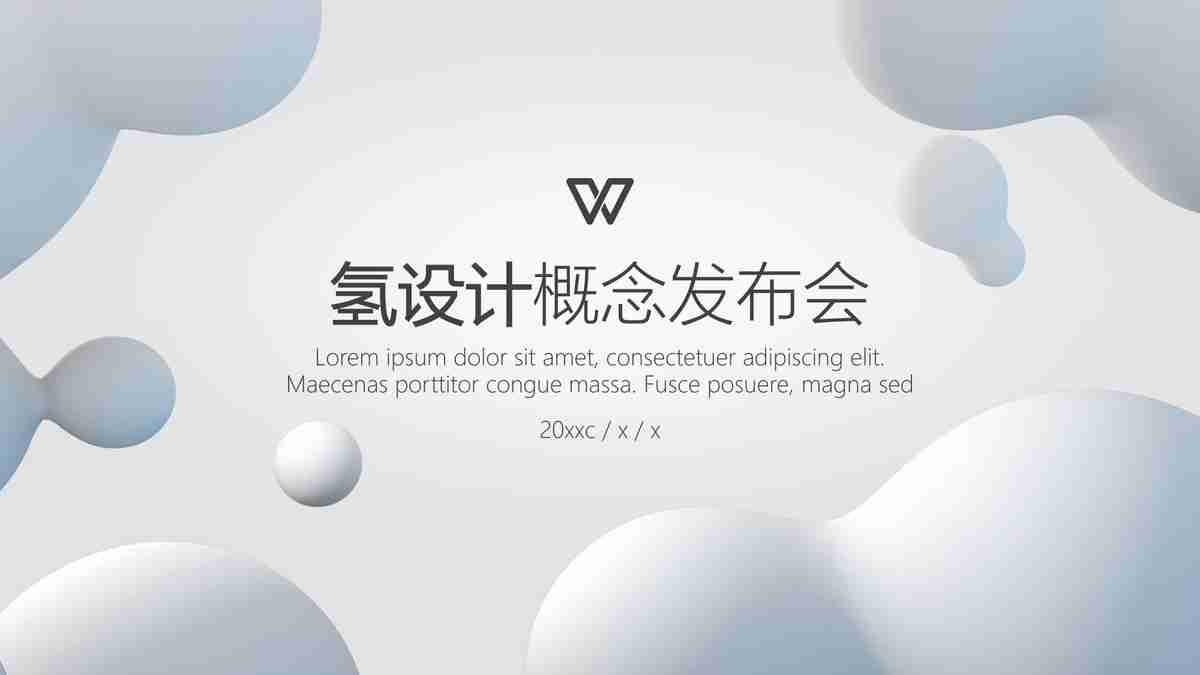 W
氢设计概念发布会
Lorem ipsum dolor sit amet, consectetuer adipiscing elit.
Maecenas porttitor congue massa. Fusce posuere, magna sed
20xxc / x / x